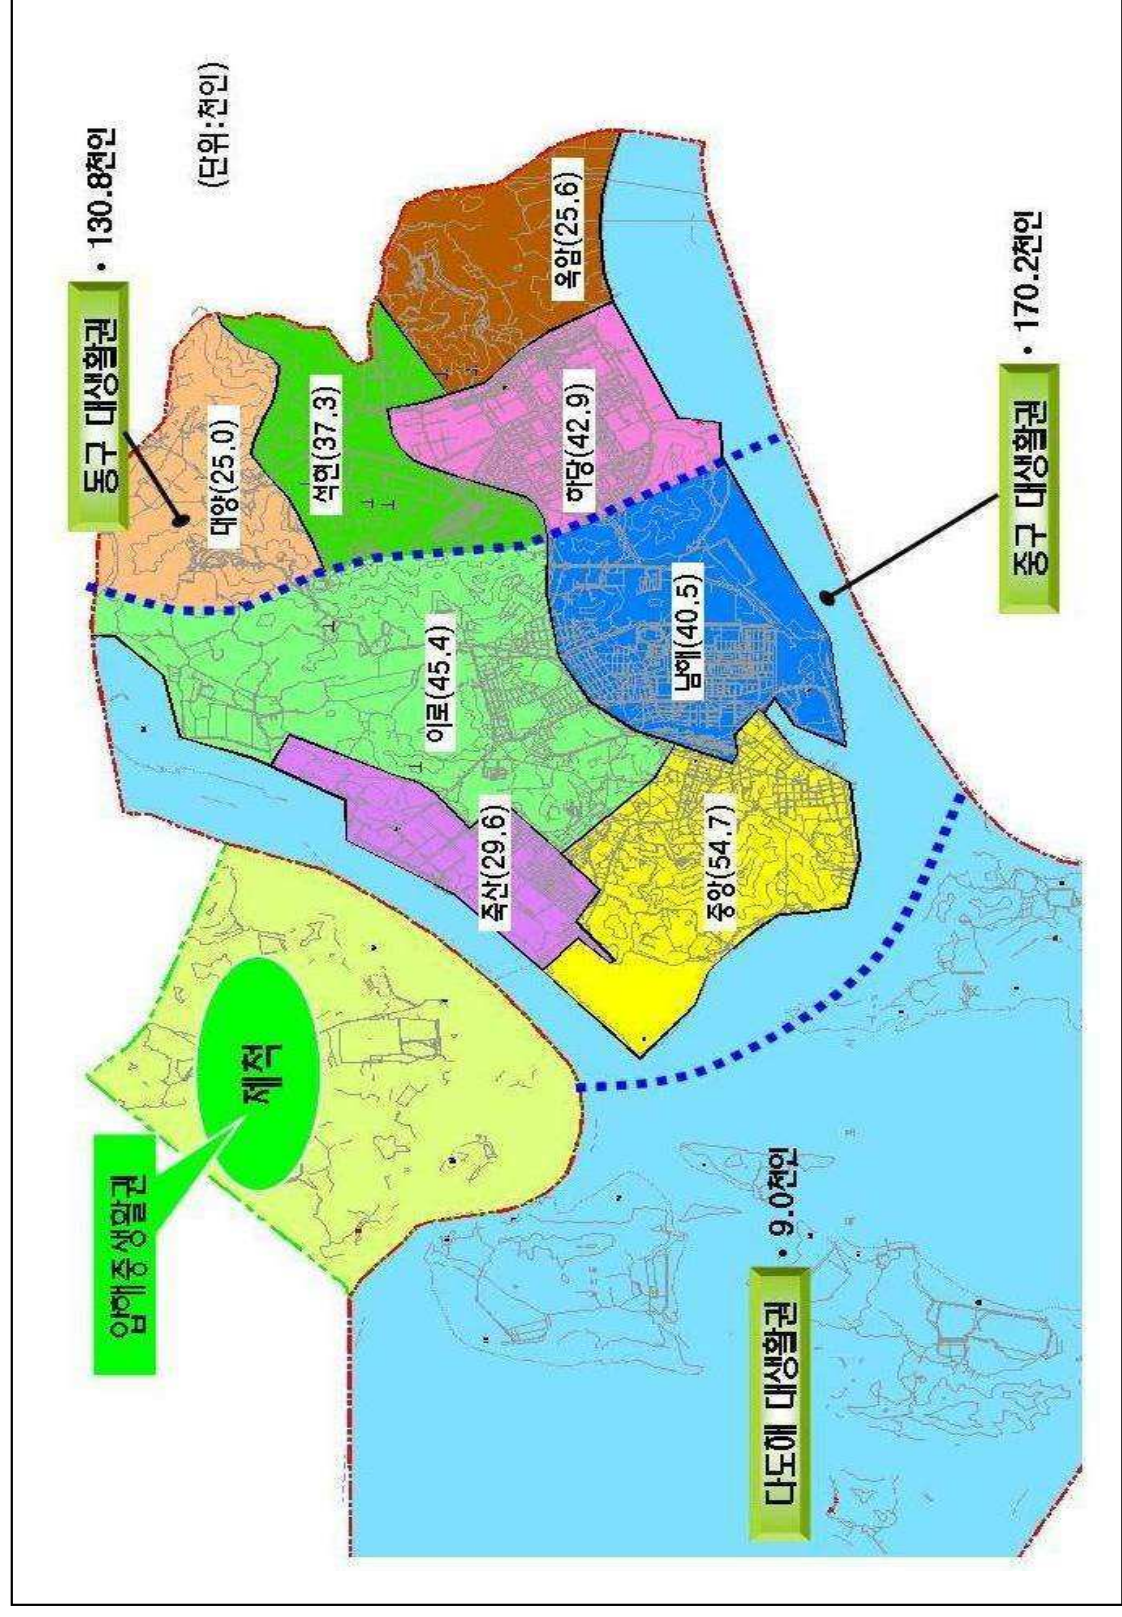 (단위:천인)
동구 대생활권
• 130.8천인
압해중생활권
제척
대양(25.0)
석현(37.3)
이로(45.4)
죽산(29.6)
옥암(25.6)
하당(42.9)
남해(40.5)
중앙(54.7)
다도해 대생활권
• 9.0천인
중구 대생활권
• 170.2천인